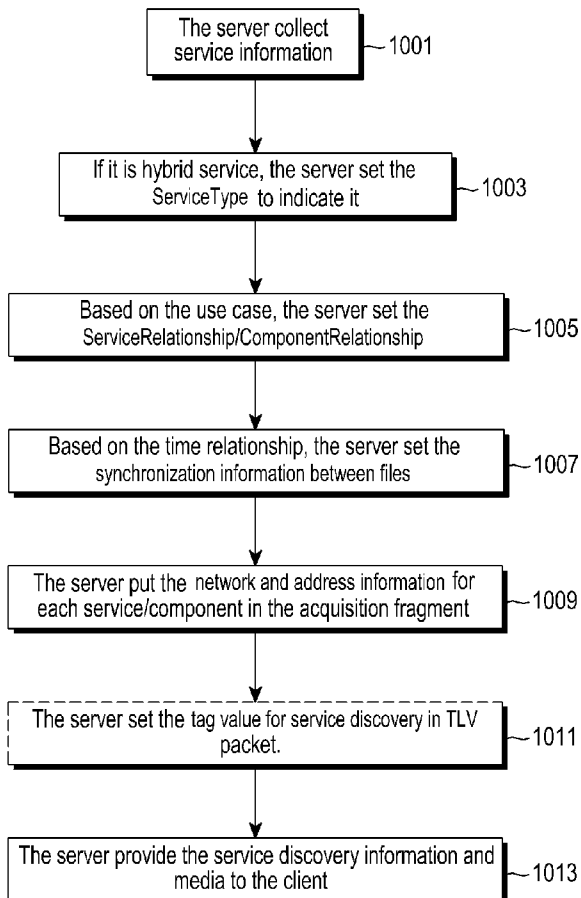 The server collect
service information
1001
If it is hybrid service, the server set the
ServiceType to indicate it
1003
Based on the use case, the server set the
ServiceRelationship/ComponentRelationship
1005
Based on the time relationship, the server set the
synchronization information between files
1007
The server put the network and address information for
each service/component in the acquisition fragment
1009
The server set the tag value for service discovery in TLV
packet.
1011
The server provide the service discovery information and
media to the client
1013